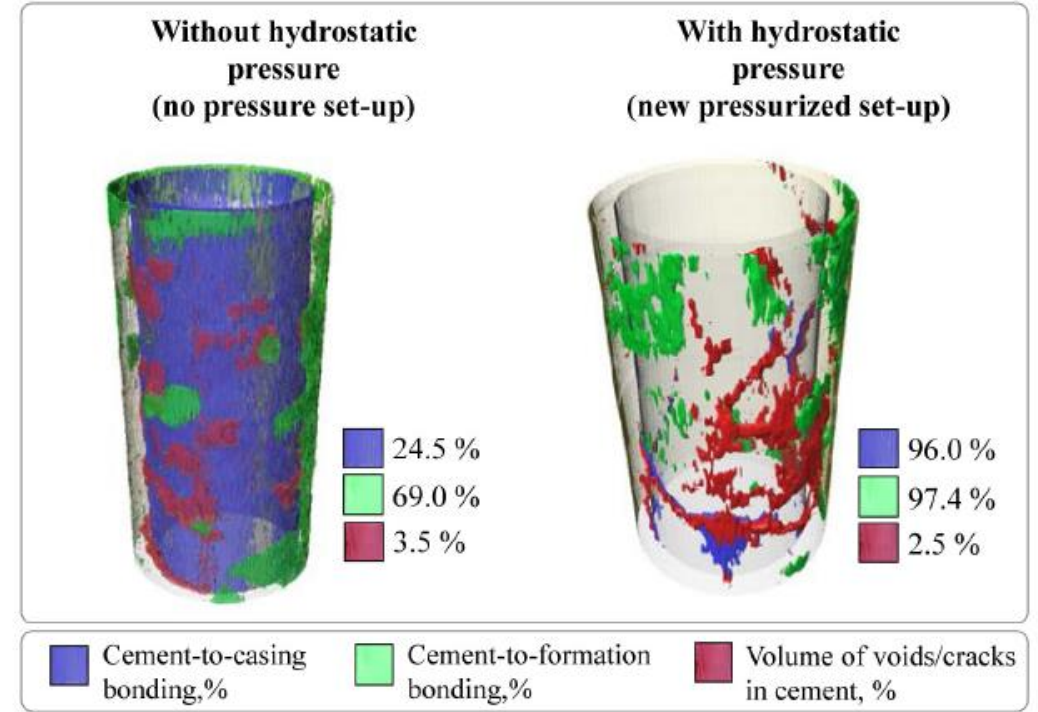 Without hydrostatic
pressure
(no pressure set-up)
With hydrostatic
pressure
(new pressurized set-up)
24.5 %
69.0 %
3.5 %
96.0 %
97.4 %
2.5 %
Cement-to-casing
bonding,%
Cement-to-formation
bonding,%
Volume of voids/cracks
in cement, %